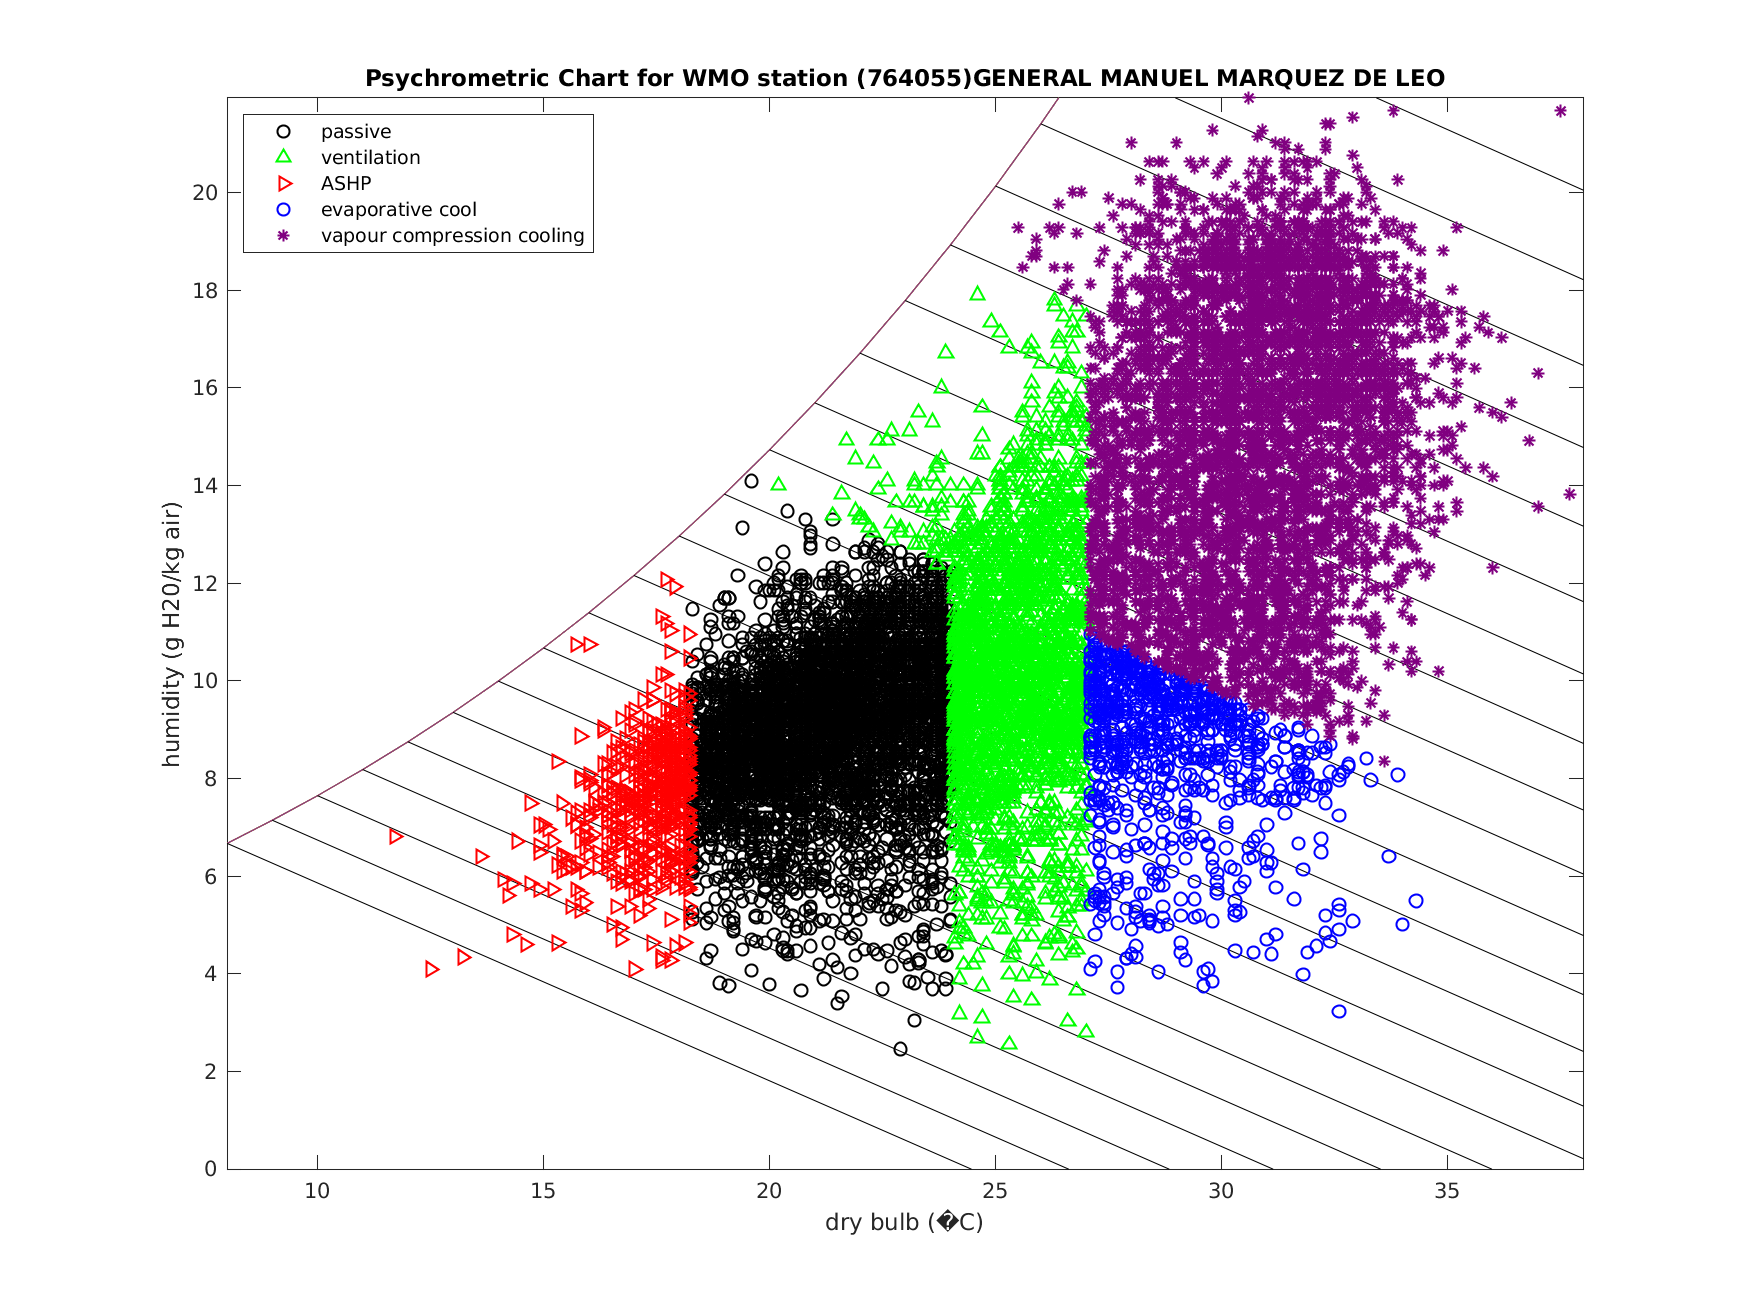 Psychrometric Chart for WMO station (764055)GENERAL MANUEL MARQUEZ DE LEO
passive
ventilation
ASHP
evaporative cool
vapour compression cooling
humidity (g H20/kg air)
20
18
16
14
12
10
8
6
4
2
0
10 15 20 25 30 35
dry bulb (�C)